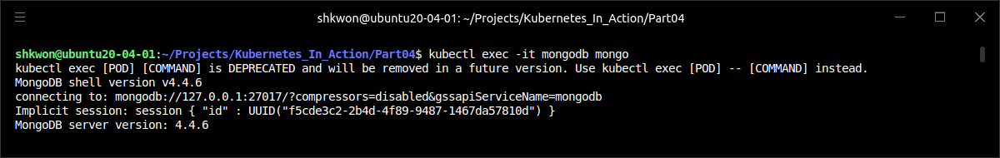 shkwon@ubuntu20-04-01: ~/Projects/Kubernetes_In_Action/Part04
shkwon@ubuntu20-04-01:~/Projects/Kubernetes_In_Action/Part04$ kubectl exec -it mongodb mongo
kubectl exec [POD] [COMMAND] is DEPRECATED and will be removed in a future version. Use kubectl exec [POD] -- [COMMAND] instead.
MongoDB shell version v4.4.6
connecting to: mongodb://127.0.0.1:27017/?compressors=disabled&gssapiServiceName=mongodb
Implicit session: session { "id" : UUID("f5cde3c2-2b4d-4f89-9487-1467da57810d") }
MongoDB server version: 4.4.6